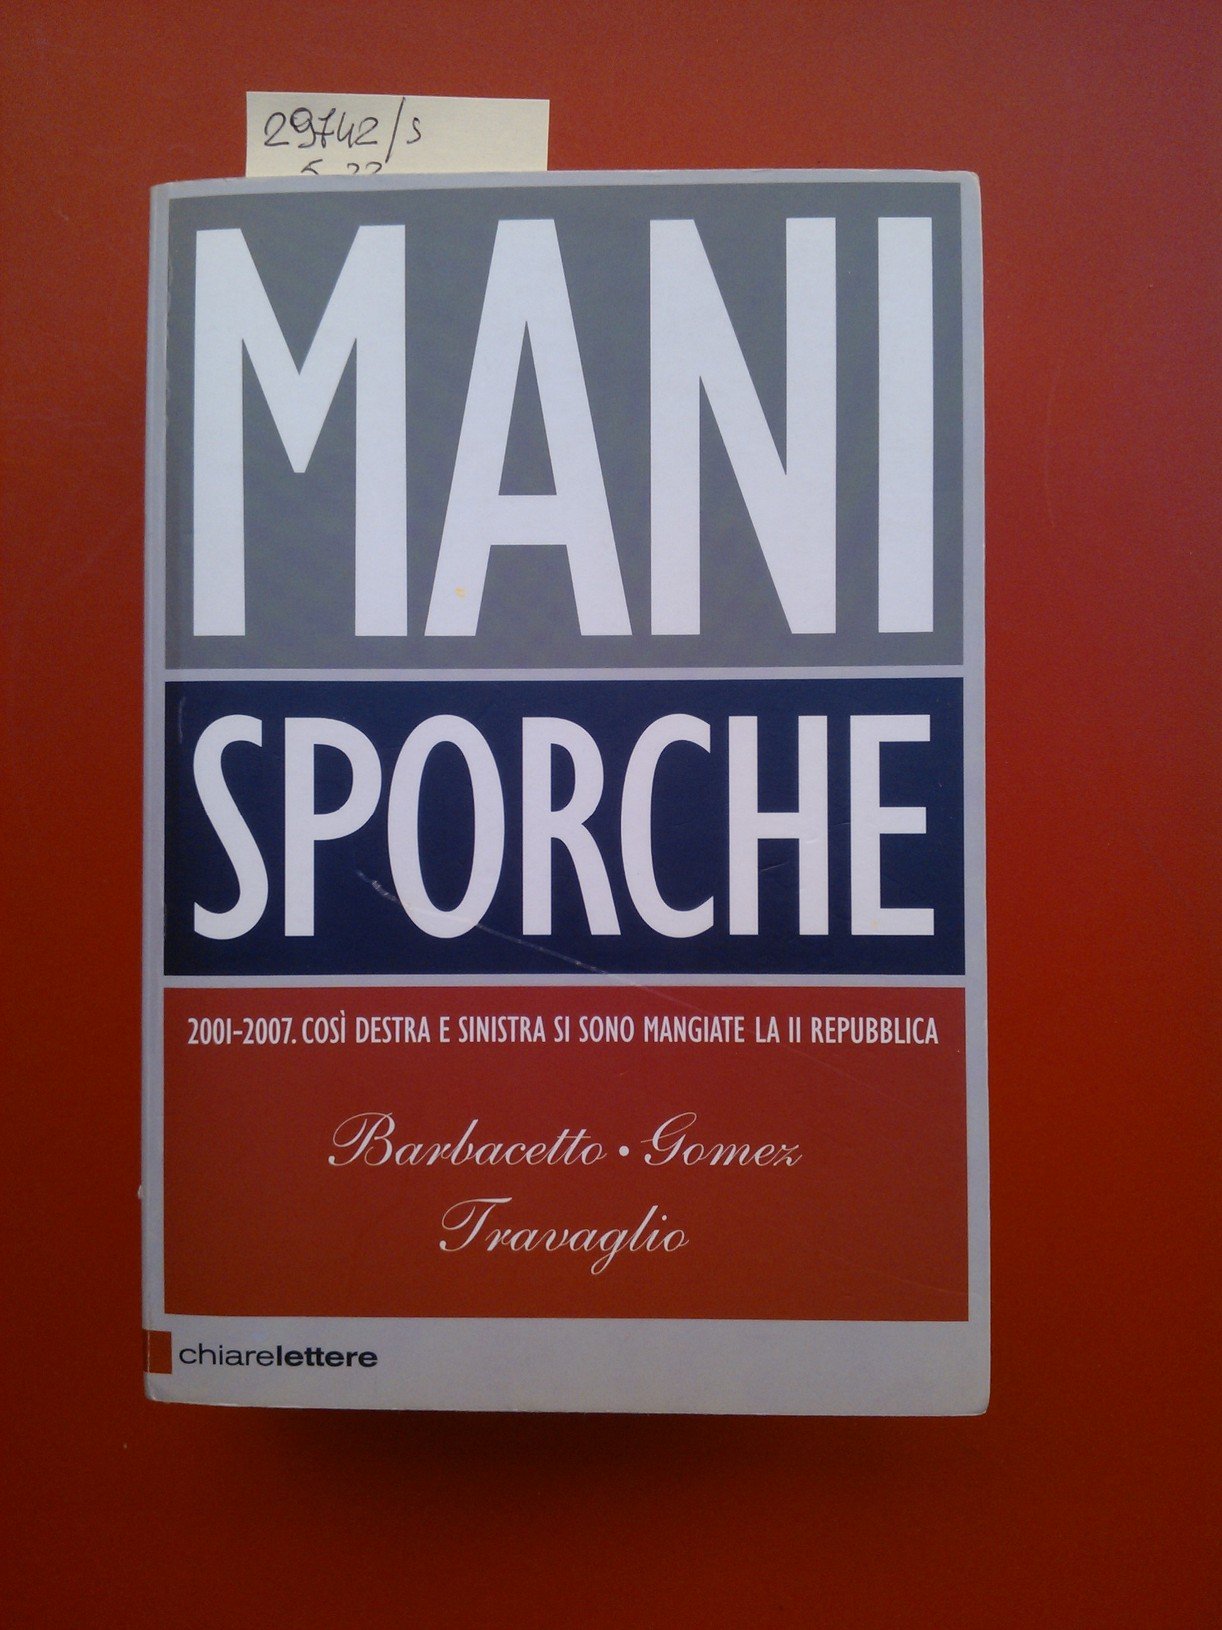 29742/s
MANI
SPORCHE
2001-2007. COSÌ DESTRA E SINISTRA SI SONO MANGIATE LA II REPUBBLICA
Barbacetto • Gomez
Travaglio
chiarelettere